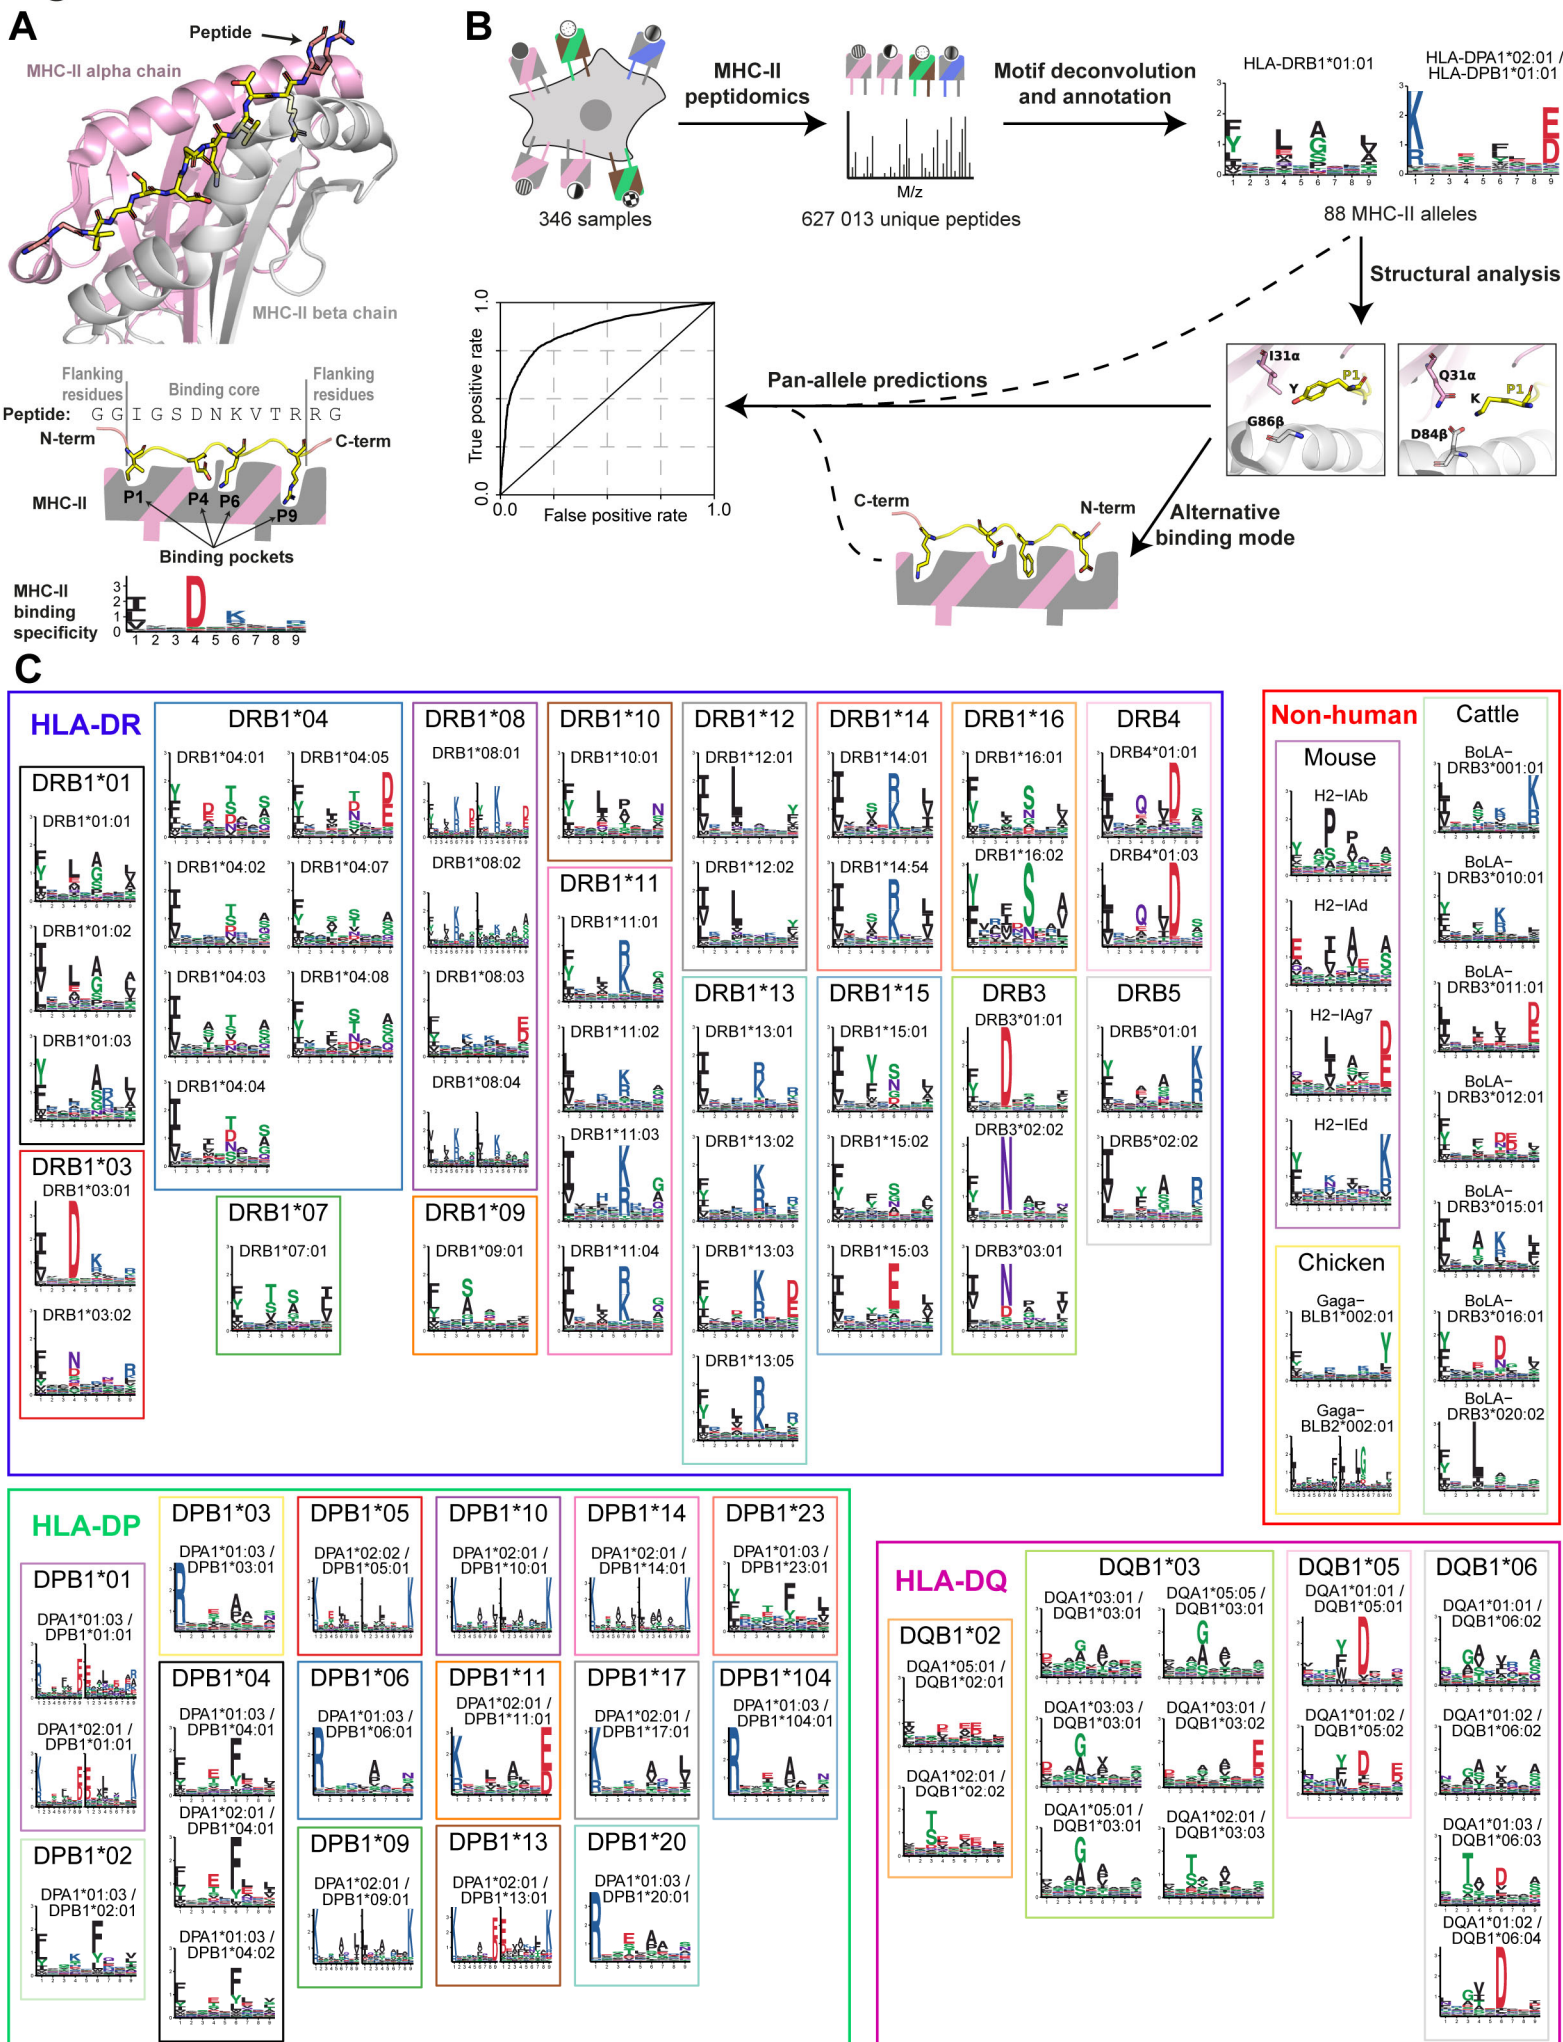 A
Peptide
MHC-II alpha chain
MHC-II beta chain
Flanking residues
Binding core
Flanking residues
Peptide: G G I G S D N K V T R R G
N-term
C-term
MHC-II
P1
P4
P6
P9
Binding pockets
MHC-II binding specificity
B
346 samples
MHC-II peptidomics
M/z
627 013 unique peptides
Motif deconvolution and annotation
HLA-DRB1*01:01
HLA-DPA1*02:01 /
HLA-DPB1*01:01
88 MHC-II alleles
Structural analysis
I31α
Y
P1
G86β
Q31α
K
P1
D84β
Pan-allele predictions
True positive rate
False positive rate
0.0
1.0
0.0
1.0
C-term
N-term
Alternative binding mode
C
HLA-DR
DRB1*01
DRB1*01:01
DRB1*01:02
DRB1*01:03
DRB1*03
DRB1*03:01
DRB1*03:02
DRB1*04
DRB1*04:01
DRB1*04:05
DRB1*04:02
DRB1*04:07
DRB1*04:03
DRB1*04:08
DRB1*04:04
DRB1*07
DRB1*07:01
DRB1*08
DRB1*08:01
DRB1*08:02
DRB1*08:03
DRB1*08:04
DRB1*09
DRB1*09:01
DRB1*10
DRB1*10:01
DRB1*11
DRB1*11:01
DRB1*11:02
DRB1*11:03
DRB1*11:04
DRB1*12
DRB1*12:01
DRB1*12:02
DRB1*13
DRB1*13:01
DRB1*13:02
DRB1*13:03
DRB1*13:05
DRB1*14
DRB1*14:01
DRB1*14:54
DRB1*15
DRB1*15:01
DRB1*15:02
DRB1*15:03
DRB1*16
DRB1*16:01
DRB1*16:02
DRB3
DRB3*01:01
DRB3*02:02
DRB3*03:01
DRB4
DRB4*01:01
DRB4*01:03
DRB5
DRB5*01:01
DRB5*02:02
Non-human
Mouse
H2-IAb
H2-IAd
H2-IAg7
H2-IEd
Chicken
Gaga-
BLB1*002:01
Gaga-
BLB2*002:01
Cattle
BoLA-
DRB3*001:01
BoLA-
DRB3*010:01
BoLA-
DRB3*011:01
BoLA-
DRB3*012:01
BoLA-
DRB3*015:01
BoLA-
DRB3*016:01
BoLA-
DRB3*020:02
HLA-DP
DPB1*01
DPA1*01:03 /
DPB1*01:01
DPA1*02:01 /
DPB1*01:01
DPB1*02
DPA1*01:03 /
DPB1*02:01
DPB1*03
DPA1*01:03 /
DPB1*03:01
DPB1*04
DPA1*01:03 /
DPB1*04:01
DPA1*02:01 /
DPB1*04:01
DPA1*01:03 /
DPB1*04:02
DPB1*05
DPA1*02:02 /
DPB1*05:01
DPB1*06
DPA1*01:03 /
DPB1*06:01
DPB1*09
DPA1*02:01 /
DPB1*09:01
DPB1*10
DPA1*02:01 /
DPB1*10:01
DPB1*11
DPA1*02:01 /
DPB1*11:01
DPB1*13
DPA1*02:01 /
DPB1*13:01
DPB1*14
DPA1*02:01 /
DPB1*14:01
DPB1*17
DPA1*02:01 /
DPB1*17:01
DPB1*20
DPA1*01:03 /
DPB1*20:01
DPB1*23
DPA1*01:03 /
DPB1*23:01
DPB1*104
DPA1*01:03 /
DPB1*104:01
HLA-DQ
DQB1*02
DQA1*05:01 /
DQB1*02:01
DQA1*02:01 /
DQB1*02:02
DQB1*03
DQA1*03:01 /
DQB1*03:01
DQA1*05:05 /
DQB1*03:01
DQA1*03:03 /
DQB1*03:01
DQA1*03:01 /
DQB1*03:02
DQA1*05:01 /
DQB1*03:01
DQA1*02:01 /
DQB1*03:03
DQB1*05
DQA1*01:01 /
DQB1*05:01
DQA1*01:02 /
DQB1*05:02
DQB1*06
DQA1*01:01 /
DQB1*06:02
DQA1*01:02 /
DQB1*06:02
DQA1*01:03 /
DQB1*06:03
DQA1*01:02 /
DQB1*06:04